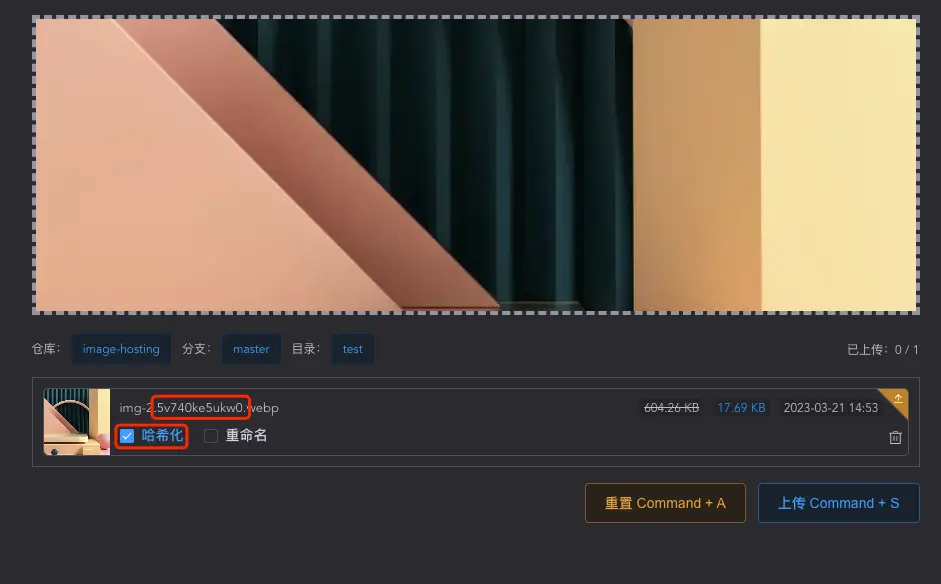 仓库： image-hosting 分支： master 目录： test 已上传：0 / 1
img-2.5v740ke5ukw0.webp 604.26 KB 17.69 KB 2023-03-21 14:53
哈希化 重命名
重置 Command + A 上传 Command + S